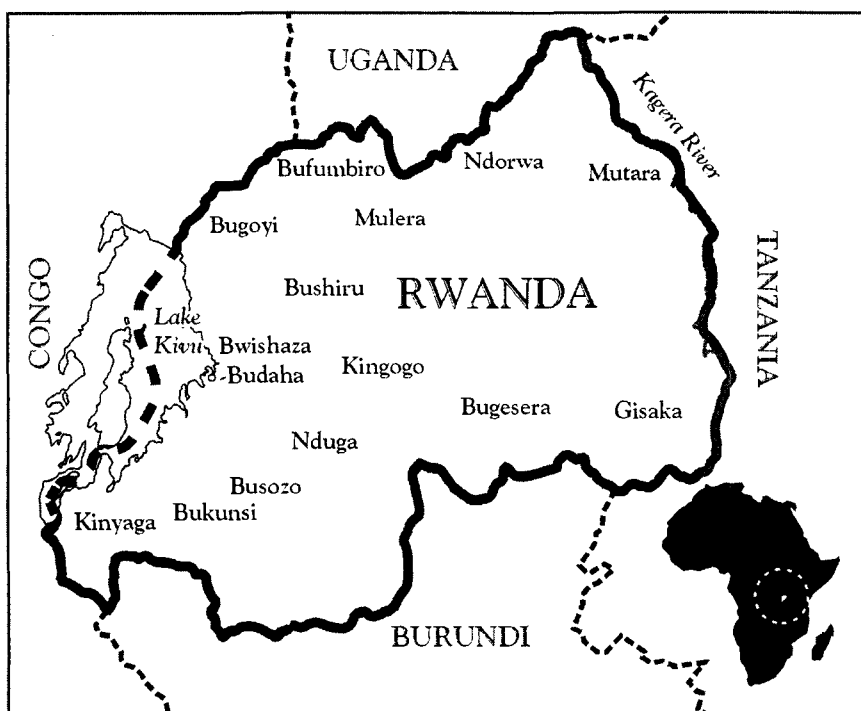 UGANDA
Kagera River
Bufumbiro
Ndorwa
Mutara
Bugoyi
Mulera
TANZANIA
CONGO
Bushiru
RWANDA
Lake
Kivu
Bwishaza
Budaha
Kingogo
Bugesera
Gisaka
Nduga
Busozo
Kinyaga
Bukunsi
BURUNDI